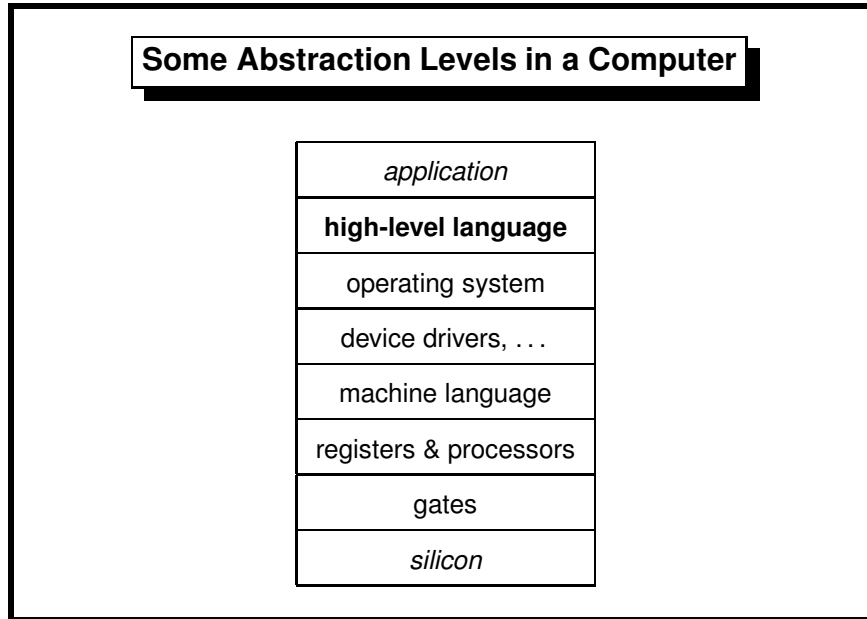 Some Abstraction Levels in a Computer
application
high-level language
operating system
device drivers, . . .
machine language
registers & processors
gates
silicon